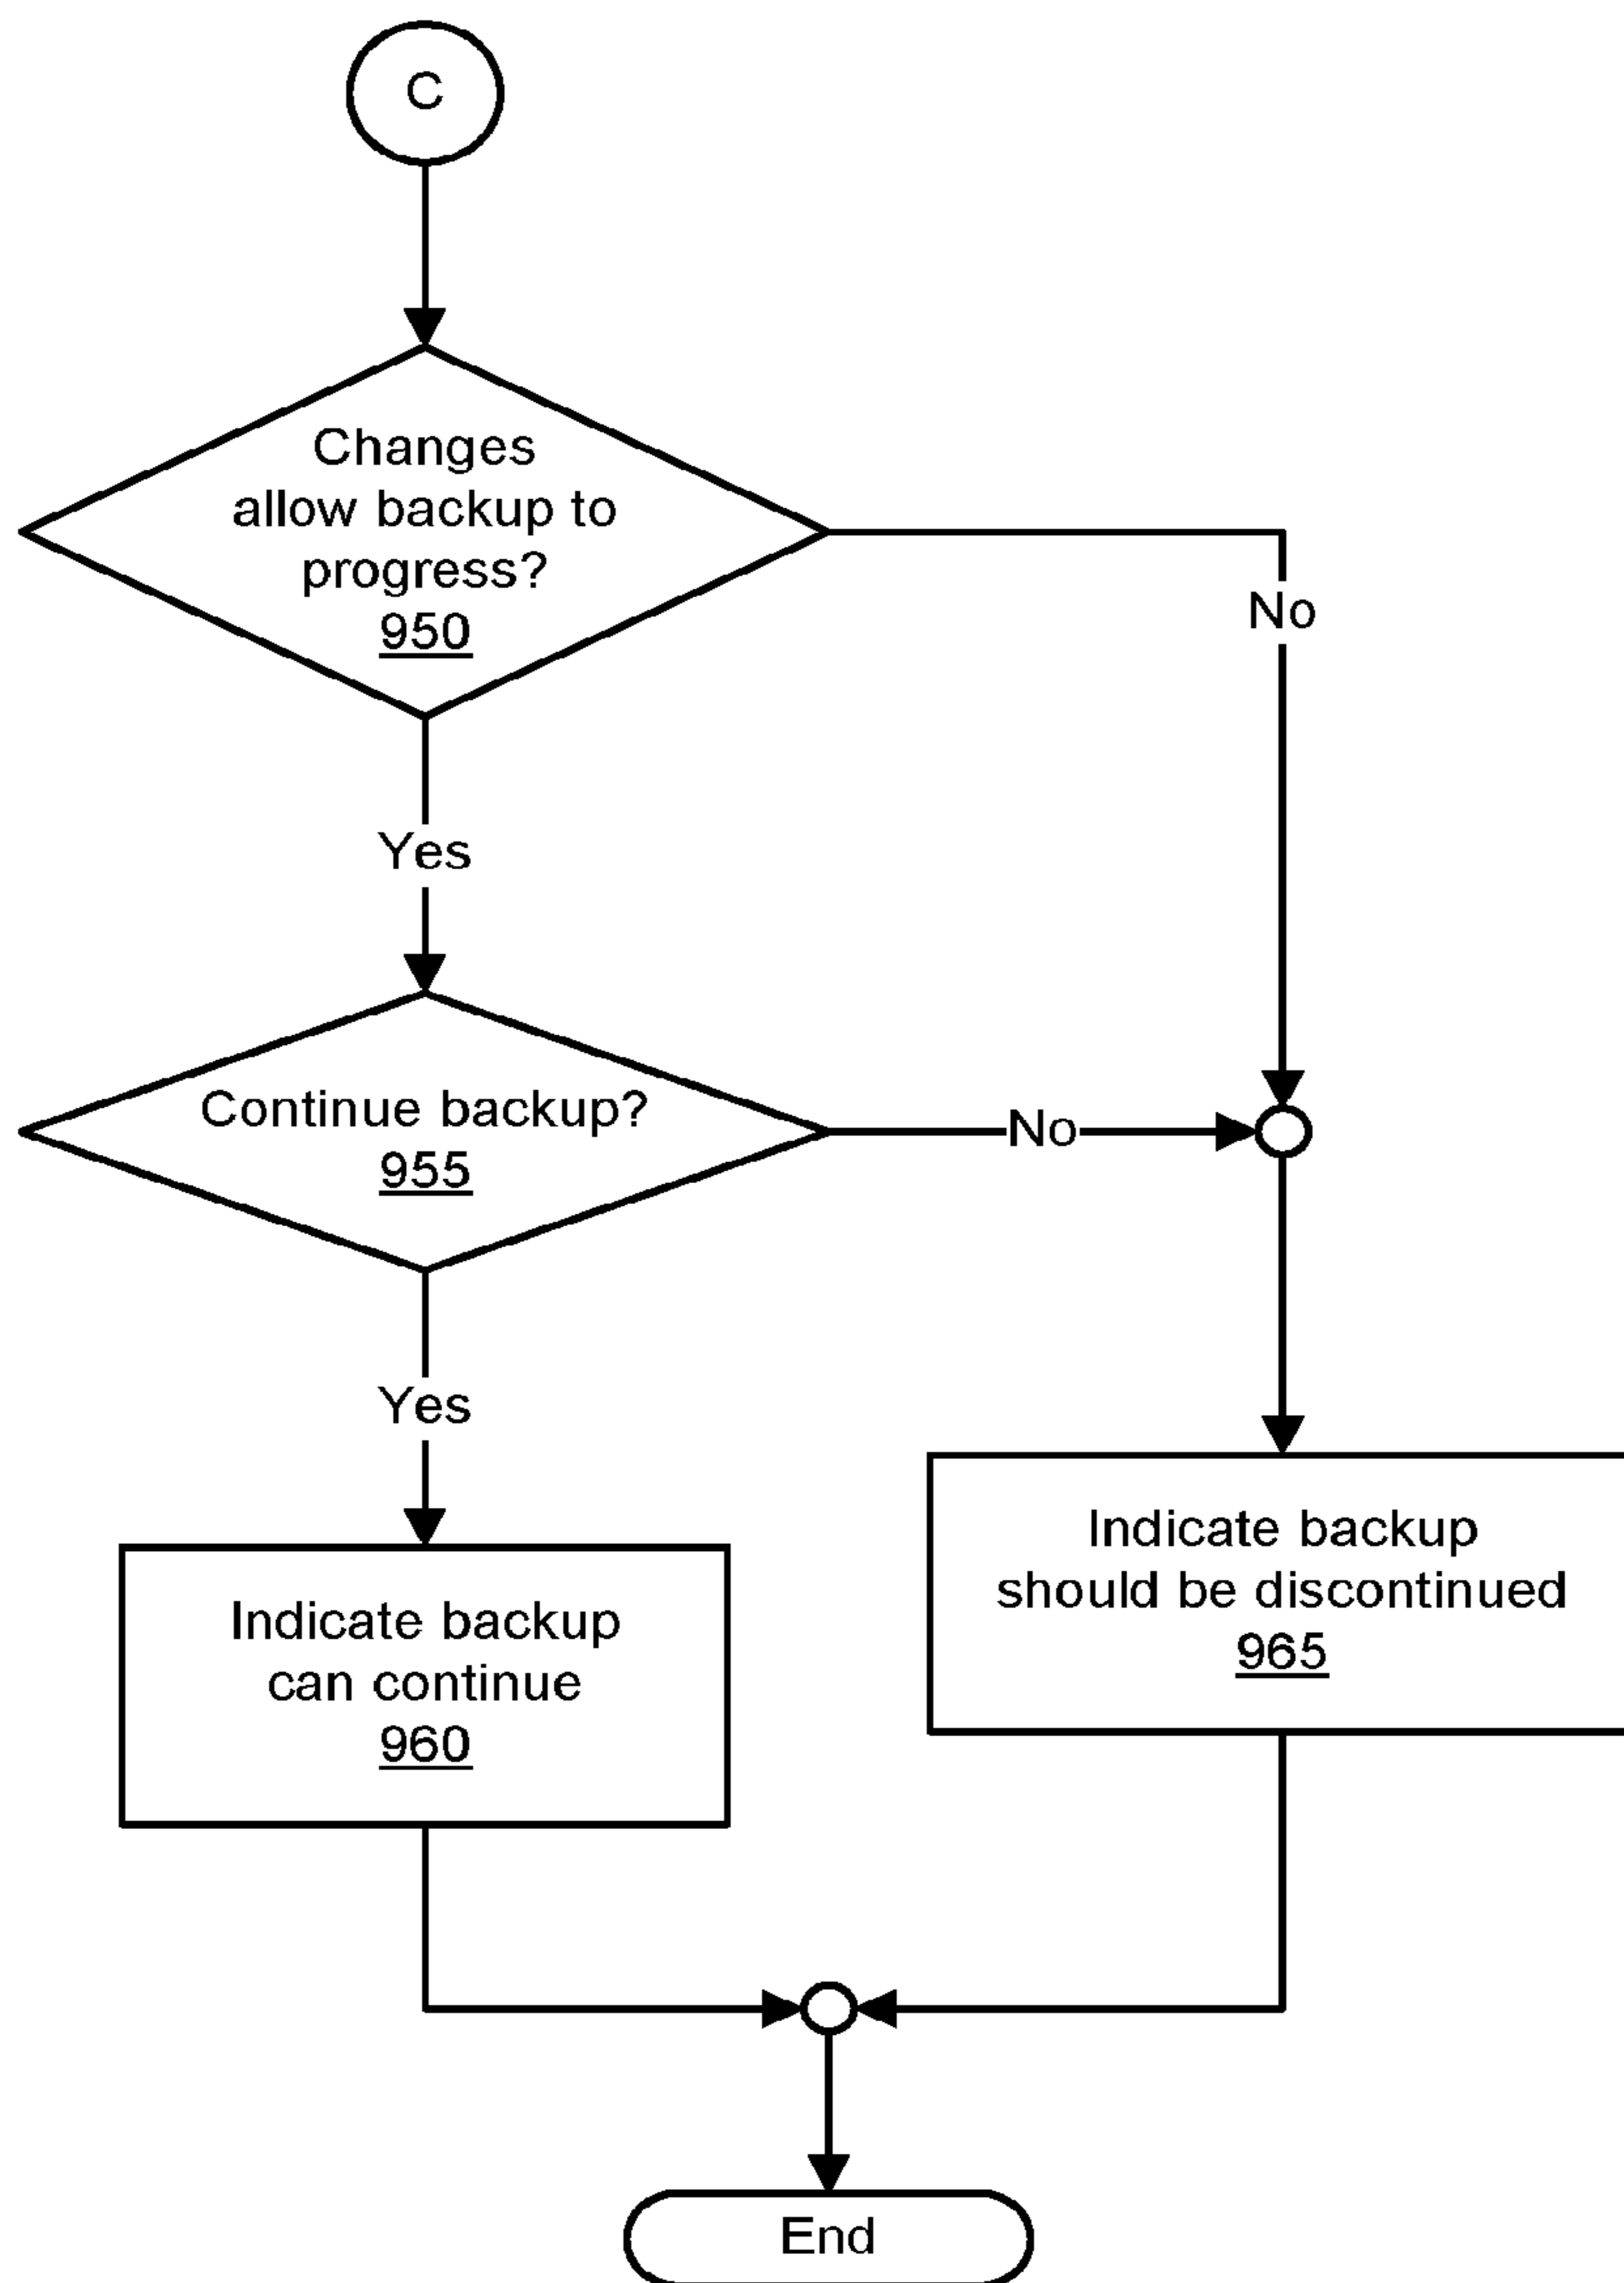 C
Changes
allow backup to
progress?
950
No
Yes
Continue backup?
955
No
Yes
Indicate backup
should be discontinued
965
Indicate backup
can continue
960
End